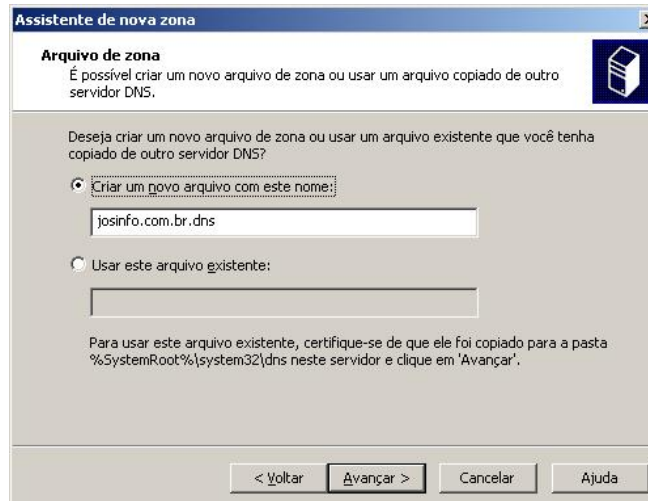 Assistente de nova zona
Arquivo de zona
É possível criar um novo arquivo de zona ou usar um arquivo copiado de outro
servidor DNS.
Deseja criar um novo arquivo de zona ou usar um arquivo existente que você tenha
copiado de outro servidor DNS?
Criar um novo arquivo com este nome:
josinfo.com.br.dns
Usar este arquivo existente:
Para usar este arquivo existente, certifique-se de que ele foi copiado para a pasta
%SystemRoot%\system32\dns neste servidor e clique em 'Avançar'.
< Voltar Avançar > Cancelar Ajuda